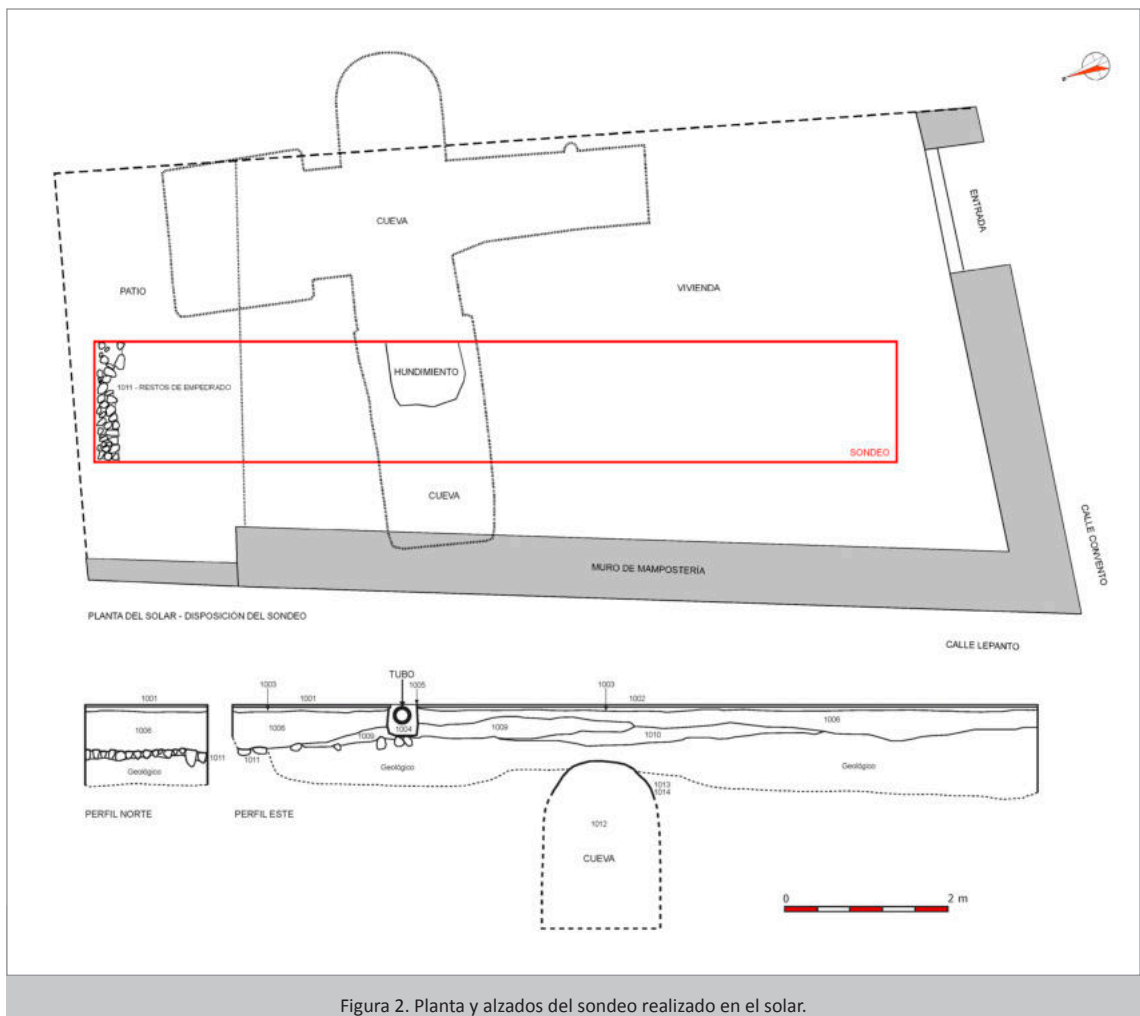 CUEVA
ENTRADA
PATIO
VIVIENDA
HUNDIMIENTO
1011 - RESTOS DE EMPEDRADO
SONDEO
CUEVA
CALLE CONVENTO
MURO DE MAMPOSTERÍA
PLANTA DEL SOLAR - DISPOSICIÓN DEL SONDEO
CALLE LEPANTO
TUBO
1001
1003
1001
1005
1003
1002
1006
1004
1009
1006
1009
1010
1011
1011
Geológico
Geológico
Geológico
1013
1014
PERFIL NORTE
PERFIL ESTE
1012
CUEVA
0
2 m
Figura 2. Planta y alzados del sondeo realizado en el solar.